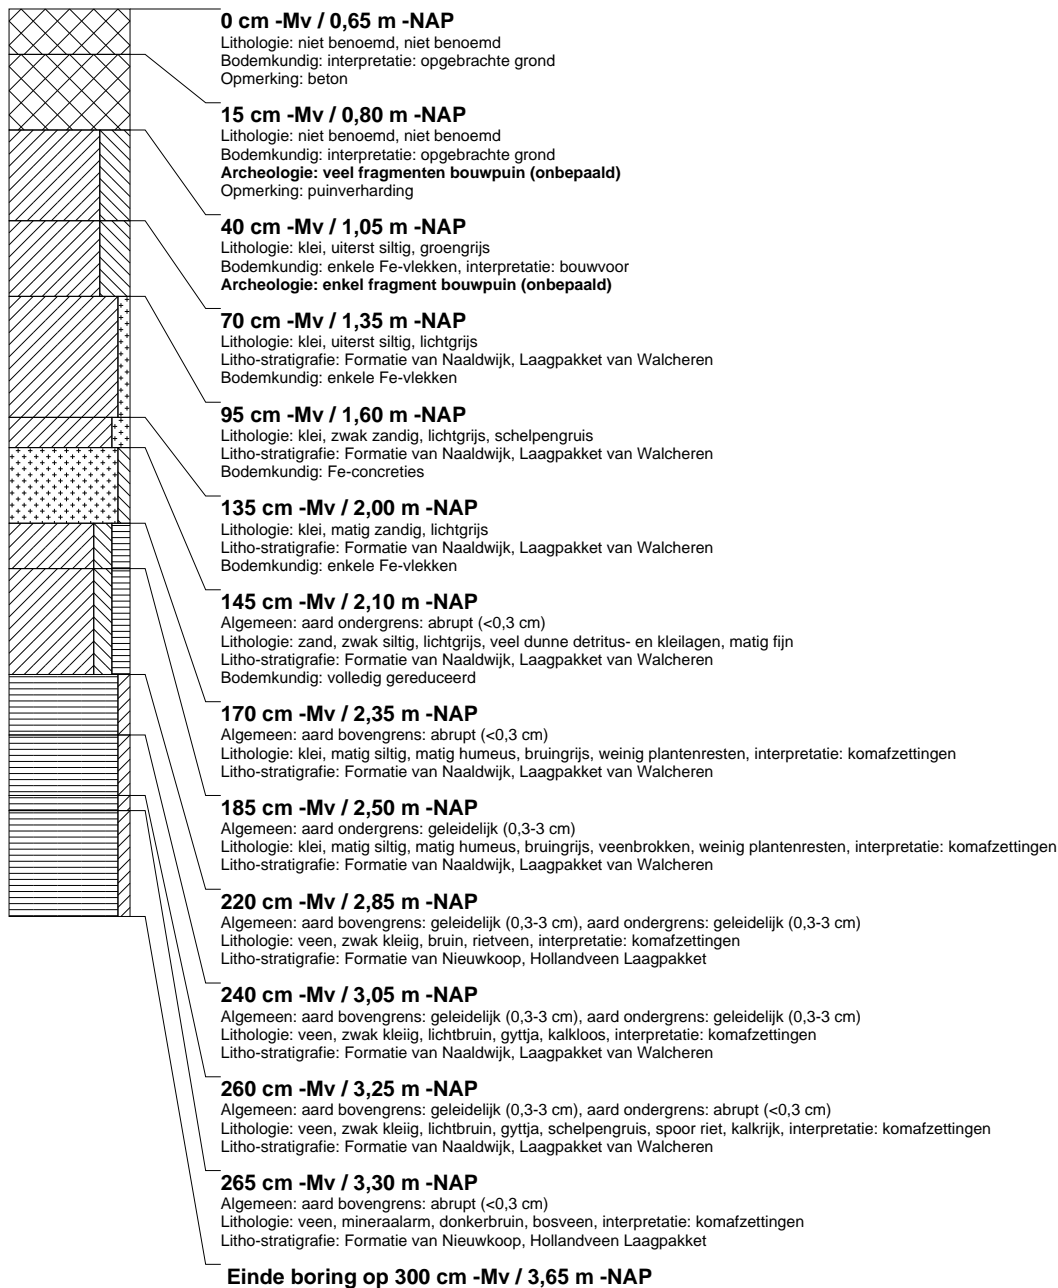 0 cm -Mv / 0,65 m -NAP
Lithologie: niet benoemd, niet benoemd
Bodemkundig: interpretatie: opgebrachte grond
Opmerking: beton
15 cm -Mv / 0,80 m -NAP
Lithologie: niet benoemd, niet benoemd
Bodemkundig: interpretatie: opgebrachte grond
Archeologie: veel fragmenten bouwpuin (onbepaald)
Opmerking: puinverharding
40 cm -Mv / 1,05 m -NAP
Lithologie: klei, uiterst siltig, groengrijs
Bodemkundig: enkele Fe-vlekken, interpretatie: bouwvoor
Archeologie: enkel fragment bouwpuin (onbepaald)
70 cm -Mv / 1,35 m -NAP
Lithologie: klei, uiterst siltig, lichtgrijs
Litho-stratigrafie: Formatie van Naaldwijk, Laagpakket van Walcheren
Bodemkundig: enkele Fe-vlekken
95 cm -Mv / 1,60 m -NAP
Lithologie: klei, zwak zandig, lichtgrijs, schelpengruis
Litho-stratigrafie: Formatie van Naaldwijk, Laagpakket van Walcheren
Bodemkundig: Fe-concreties
135 cm -Mv / 2,00 m -NAP
Lithologie: klei, matig zandig, lichtgrijs
Litho-stratigrafie: Formatie van Naaldwijk, Laagpakket van Walcheren
Bodemkundig: enkele Fe-vlekken
145 cm -Mv / 2,10 m -NAP
Algemeen: aard ondergrens: abrupt (<0,3 cm)
Lithologie: zand, zwak siltig, lichtgrijs, veel dunne detritus- en kleilagen, matig fijn
Litho-stratigrafie: Formatie van Naaldwijk, Laagpakket van Walcheren
Bodemkundig: volledig gereduceerd
170 cm -Mv / 2,35 m -NAP
Algemeen: aard bovengrens: abrupt (<0,3 cm)
Lithologie: klei, matig siltig, matig humeus, bruingrijs, weinig plantenresten, interpretatie: komafzettingen
Litho-stratigrafie: Formatie van Naaldwijk, Laagpakket van Walcheren
185 cm -Mv / 2,50 m -NAP
Algemeen: aard ondergrens: geleidelijk (0,3-3 cm)
Lithologie: klei, matig siltig, matig humeus, bruingrijs, veenbrokken, weinig plantenresten, interpretatie: komafzettingen
Litho-stratigrafie: Formatie van Naaldwijk, Laagpakket van Walcheren
220 cm -Mv / 2,85 m -NAP
Algemeen: aard bovengrens: geleidelijk (0,3-3 cm), aard ondergrens: geleidelijk (0,3-3 cm)
Lithologie: veen, zwak kleiig, bruin, rietveen, interpretatie: komafzettingen
Litho-stratigrafie: Formatie van Nieuwkoop, Hollandveen Laagpakket
240 cm -Mv / 3,05 m -NAP
Algemeen: aard bovengrens: geleidelijk (0,3-3 cm), aard ondergrens: geleidelijk (0,3-3 cm)
Lithologie: veen, zwak kleiig, lichtbruin, gyttja, kalkloos, interpretatie: komafzettingen
Litho-stratigrafie: Formatie van Naaldwijk, Laagpakket van Walcheren
260 cm -Mv / 3,25 m -NAP
Algemeen: aard bovengrens: geleidelijk (0,3-3 cm), aard ondergrens: abrupt (<0,3 cm)
Lithologie: veen, zwak kleiig, lichtbruin, gyttja, schelpengruis, spoor riet, kalkrijk, interpretatie: komafzettingen
Litho-stratigrafie: Formatie van Naaldwijk, Laagpakket van Walcheren
265 cm -Mv / 3,30 m -NAP
Algemeen: aard bovengrens: abrupt (<0,3 cm)
Lithologie: veen, mineraalarm, donkerbruin, bosveen, interpretatie: komafzettingen
Litho-stratigrafie: Formatie van Nieuwkoop, Hollandveen Laagpakket
Einde boring op 300 cm -Mv / 3,65 m -NAP